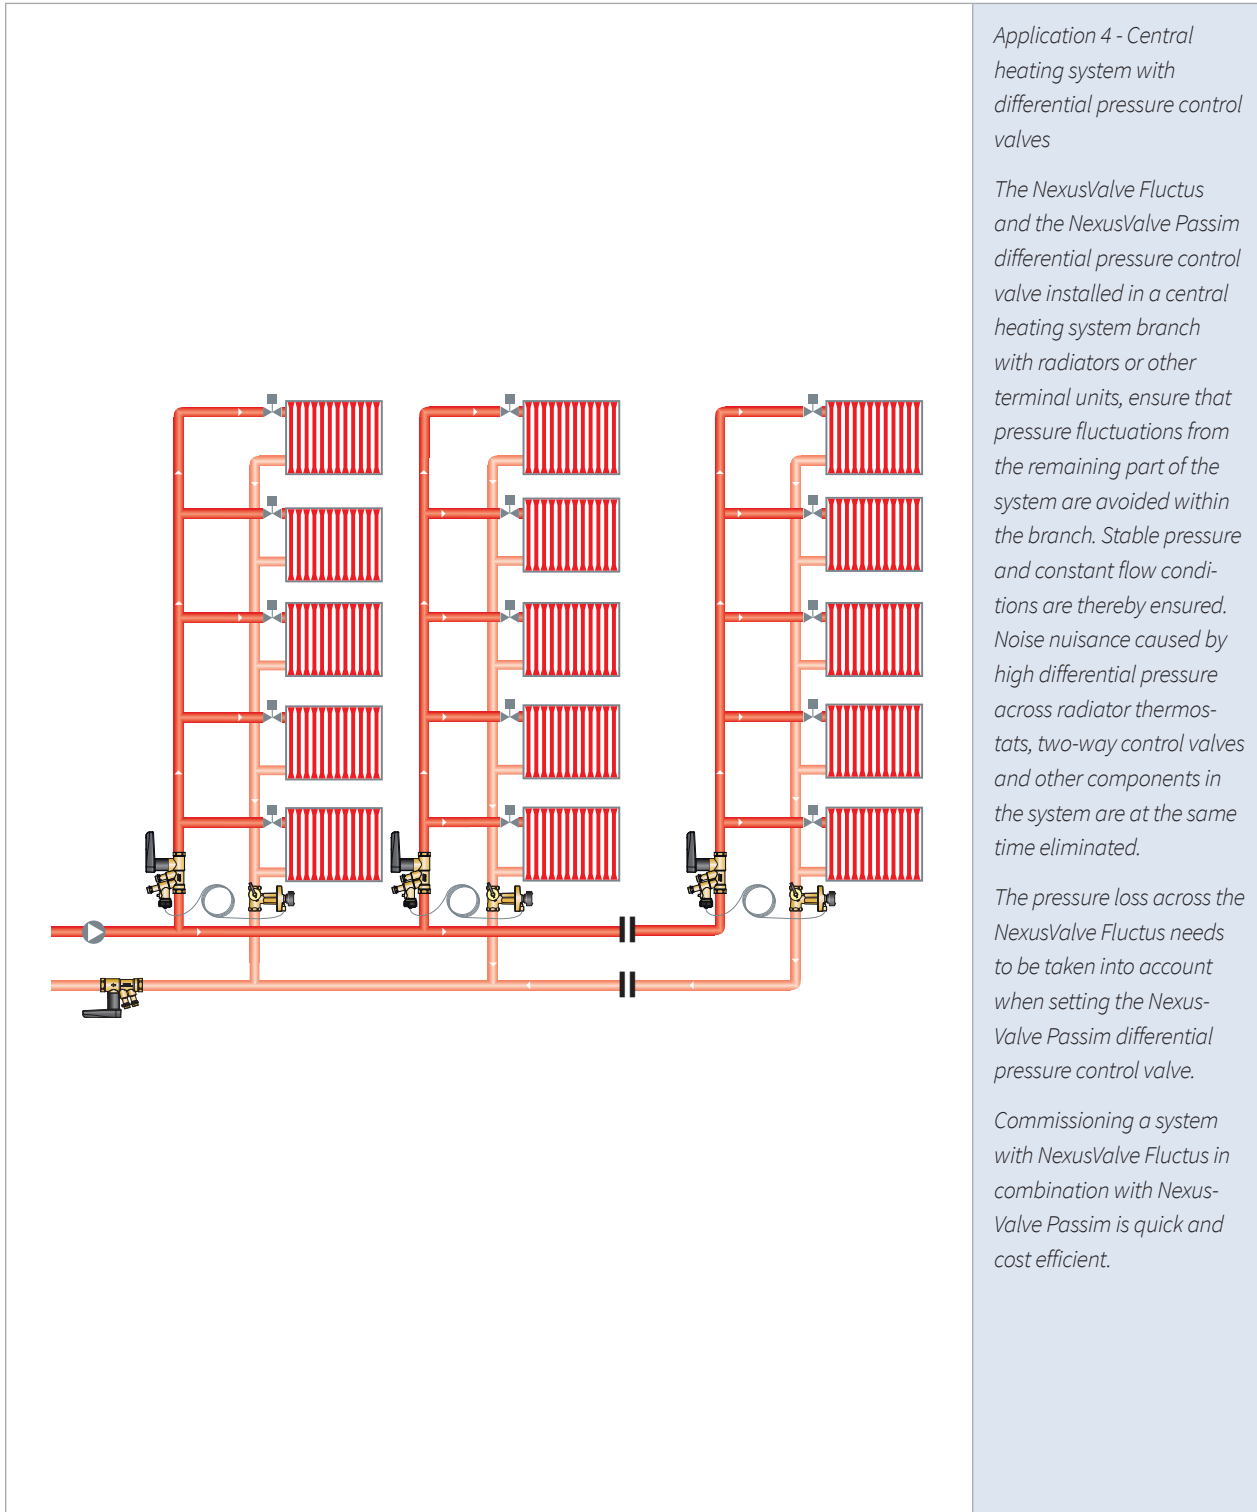 Application 4 - Central
heating system with
differential pressure control
valves
The NexusValve Fluctus
and the NexusValve Passim
differential pressure control
valve installed in a central
heating system branch
with radiators or other
terminal units, ensure that
pressure fluctuations from
the remaining part of the
system are avoided within
the branch. Stable pressure
and constant flow condi-
tions are thereby ensured.
Noise nuisance caused by
high differential pressure
across radiator thermos-
tats, two-way control valves
and other components in
the system are at the same
time eliminated.
The pressure loss across the
NexusValve Fluctus needs
to be taken into account
when setting the Nexus-
Valve Passim differential
pressure control valve.
Commissioning a system
with NexusValve Fluctus in
combination with Nexus-
Valve Passim is quick and
cost efficient.